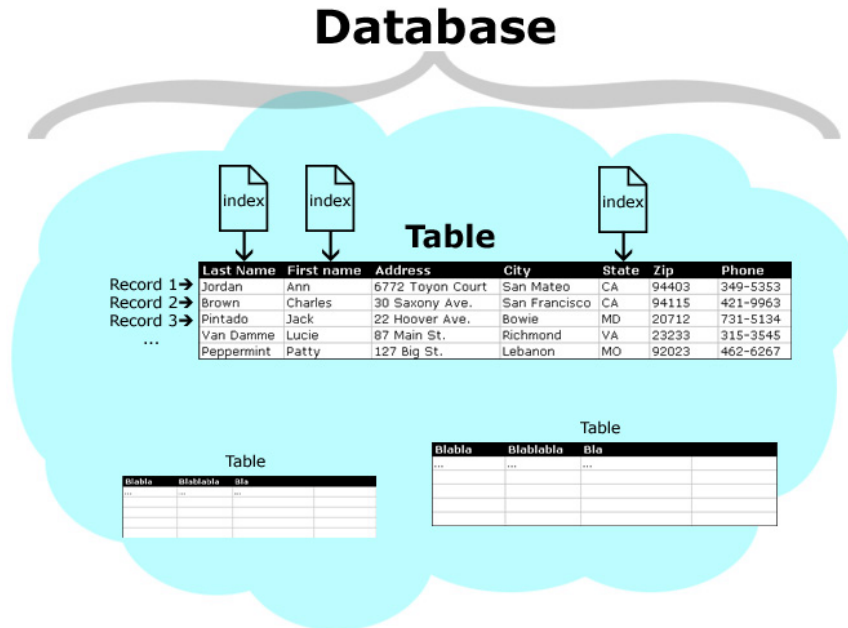 Database
index index index
Table
Last Name First name Address City State Zip Phone
Record 1 Jordan Ann 6772 Toyon Court San Mateo CA 94403 349-5353
Record 2 Brown Charles 30 Saxony Ave. San Francisco CA 94115 421-9963
Record 3 Pintado Jack 22 Hoover Ave. Bowie MD 20712 731-5134
... Van Damme Lucie 87 Main St. Richmond VA 23233 315-3545
Peppermint Patty 127 Big St. Lebanon MO 92023 462-6267
Table
Blabla Blablabla Bla
... ... ...
Table
Blabla Blablabla Bla
... ... ...